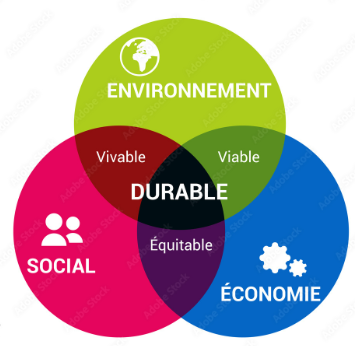 ENVIRONNEMENT
Vivable
Viable
DURABLE
Équitable
SOCIAL
ÉCONOMIE